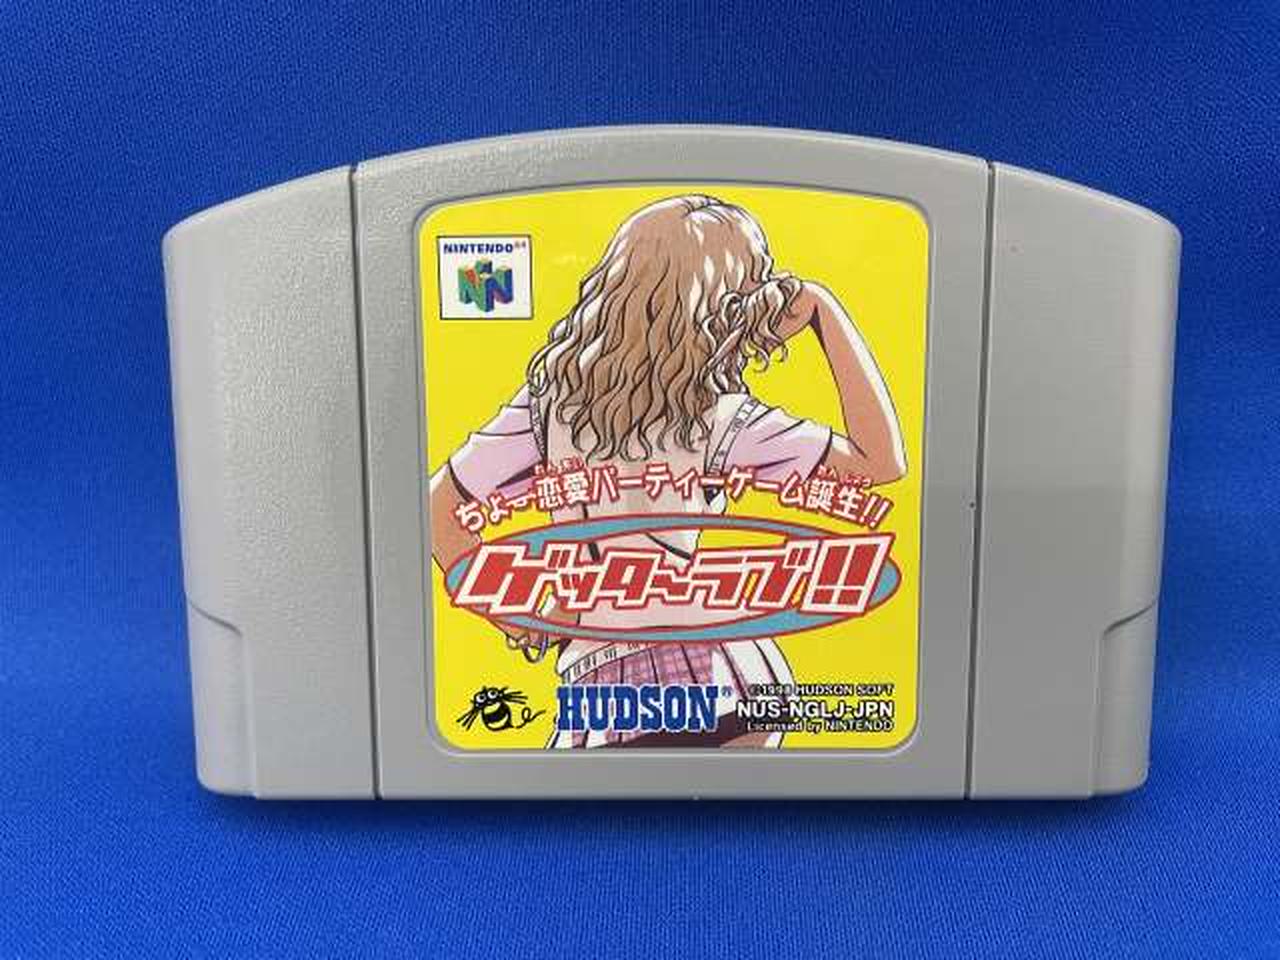 NINTENDO64
ちょー恋愛パーティーゲーム誕生!!
ゲッターラブ!!
HUDSON®
©1998 HUDSON SOFT
NUS-NGLJ-JPN
Licensed by NINTENDO